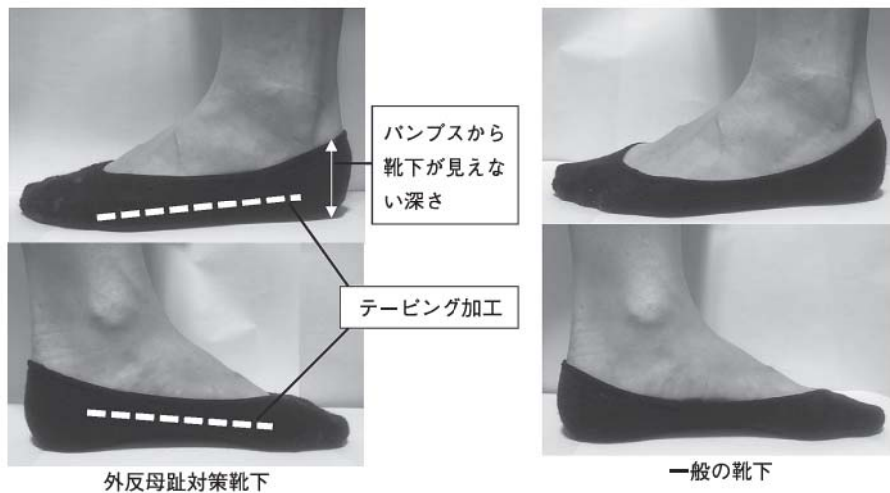 パンプスから
靴下が見えな
い深さ
テーピング加工
外反母趾対策靴下
一般の靴下